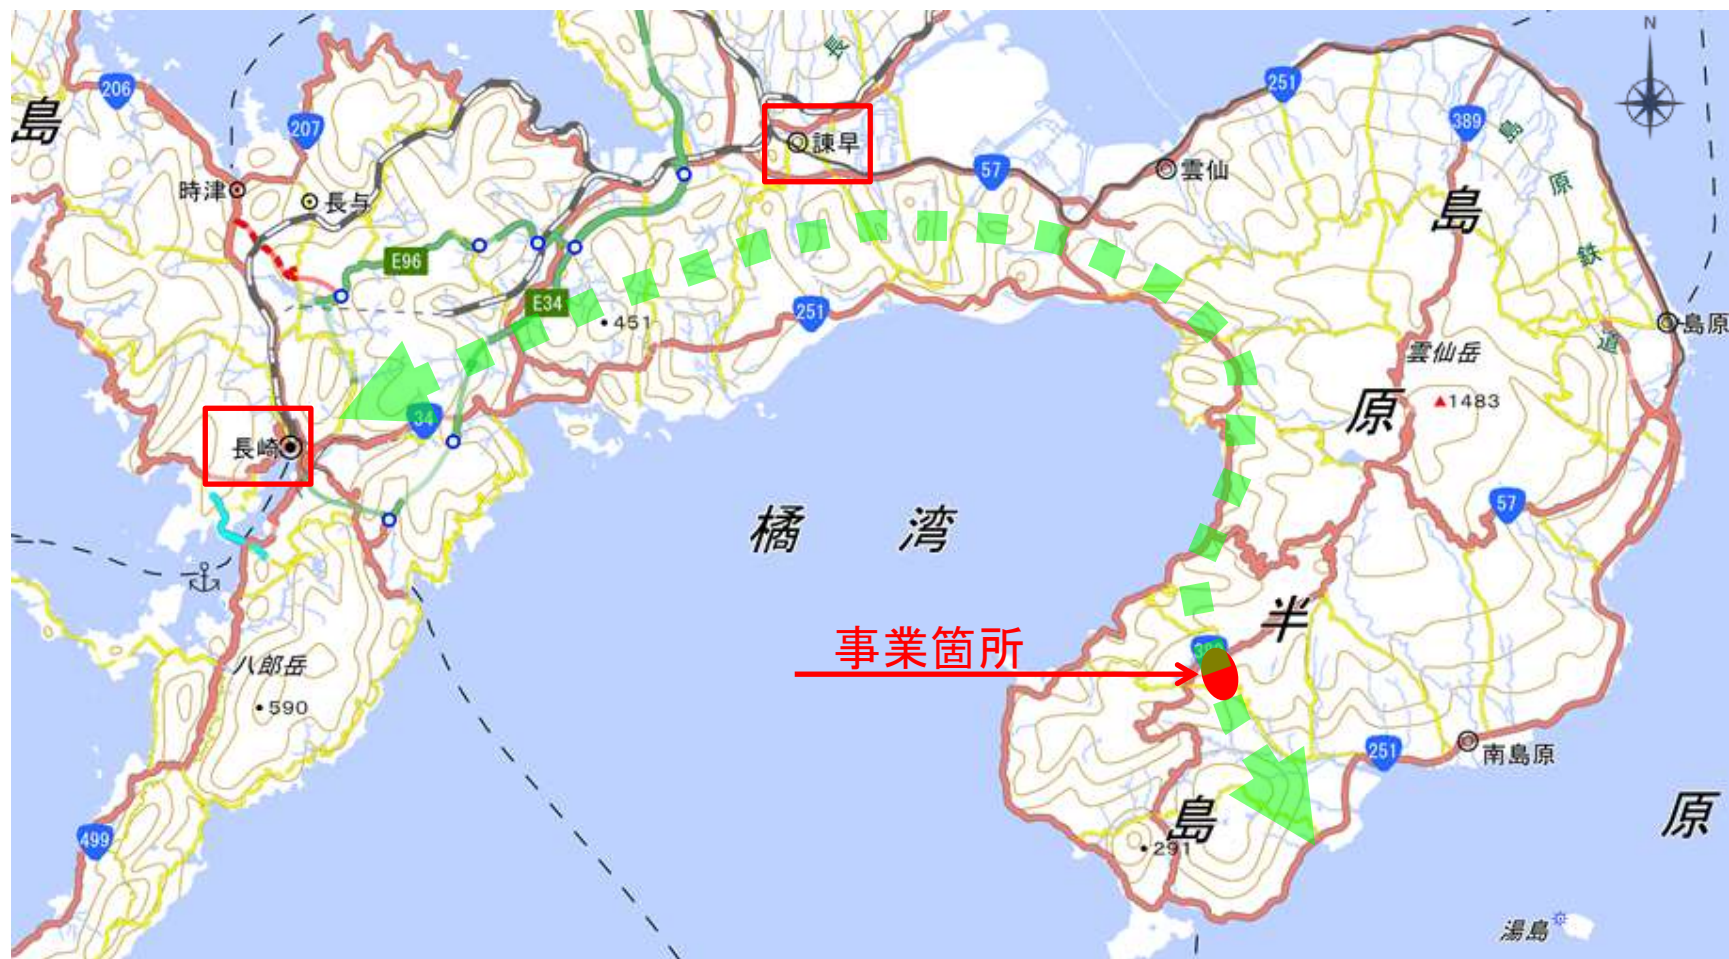 N
島
206
207
251
389
長
諫早
57
雲仙
時津
長与
島
原
鉄
道
島
E96
E34
451
251
島原
雲仙岳
1483
原
34
長崎
橘湾
57
半
事業箇所
八郎岳
590
251
南島原
島
291
原
499
湯島